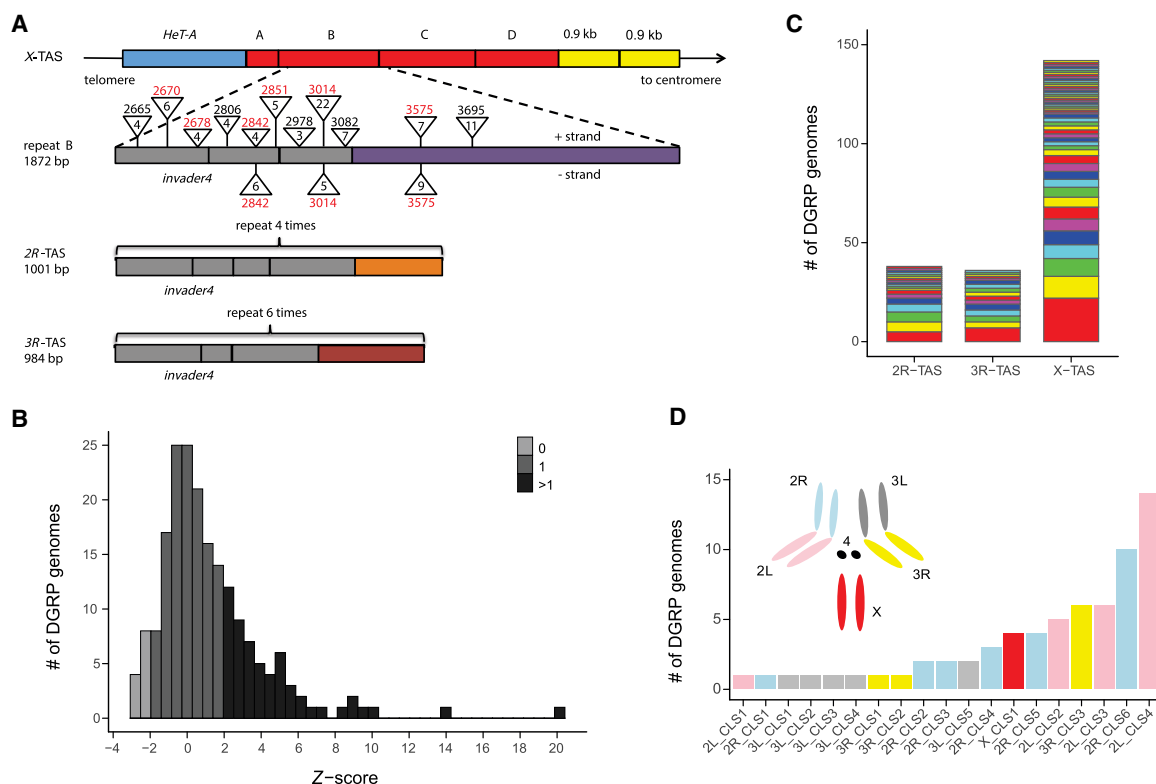 A
HeT-A A B C D 0.9 kb 0.9 kb
X-TAS
telomere to centromere
2665 2670 2678 2806 2842 2851 2978 3014 3082 3575 3695
4 6 4 4 4 5 3 22 7 7 11
+ strand
repeat B
1872 bp
invader4
- strand
6 5 9
2842 3014 3575
repeat 4 times
2R-TAS
1001 bp
invader4
repeat 6 times
3R-TAS
984 bp
invader4
B
# of DGRP genomes
25
20
15
10
5
0
0
1
>1
−4 −2 0 2 4 6 8 10 12 14 16 18 20
Z−score
C
# of DGRP genomes
150
100
50
0
2R−TAS 3R−TAS X−TAS
D
# of DGRP genomes
15
10
5
0
2R 3L
4
2L 3R
X
2L_CLS1 2R_CLS1 3L_CLS1 3L_CLS2 3L_CLS3 3L_CLS4 3R_CLS1 3R_CLS2 2R_CLS2 2R_CLS3 3L_CLS5 2R_CLS4 X_CLS1 2R_CLS5 2L_CLS2 3R_CLS3 2L_CLS3 2R_CLS6 2L_CLS4